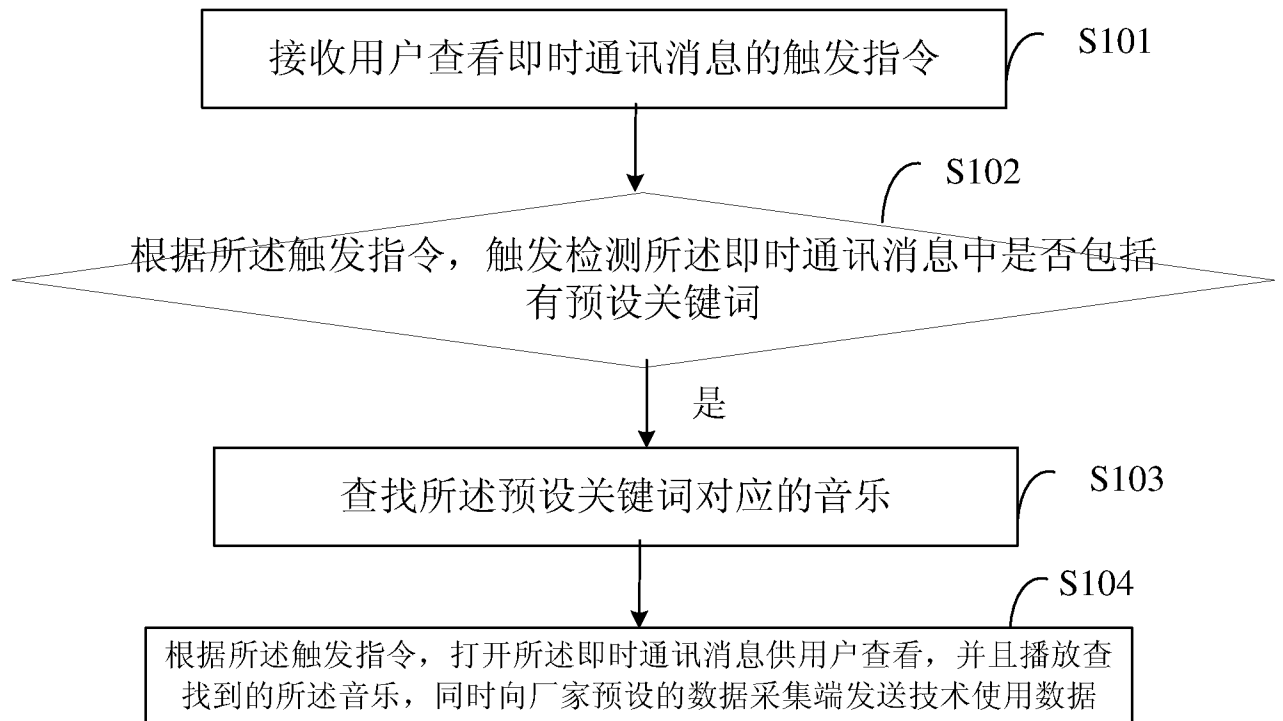 接收用户查看即时通讯消息的触发指令
S101
S102
根据所述触发指令，触发检测所述即时通讯消息中是否包括
有预设关键词
是
查找所述预设关键词对应的音乐
S103
S104
根据所述触发指令，打开所述即时通讯消息供用户查看，并且播放查
找到的所述音乐，同时向厂家预设的数据采集端发送技术使用数据